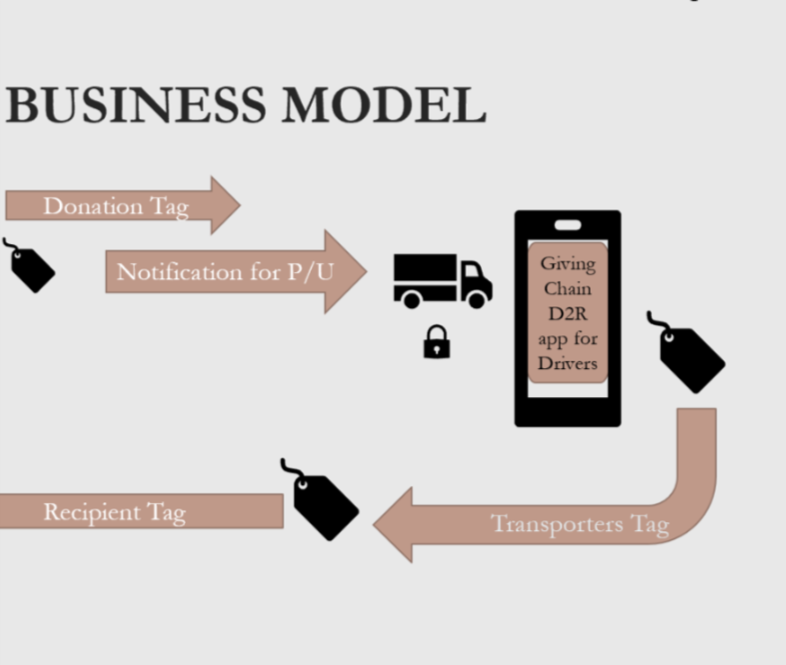 BUSINESS MODEL
Donation Tag
Notification for P/U
Giving
Chain
D2R
app for
Drivers
Recipient Tag
Transporters Tag